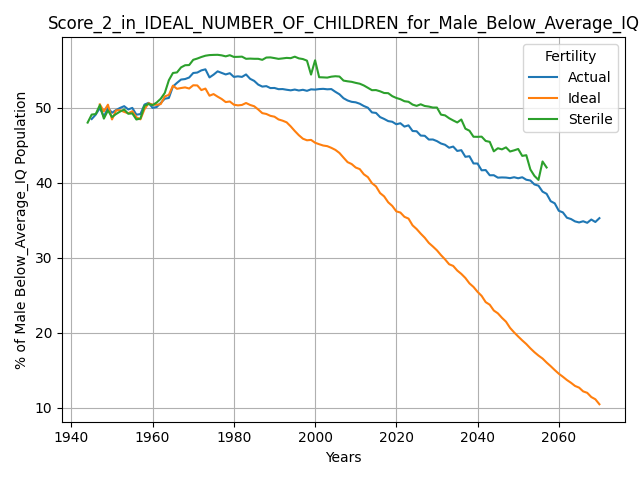 Score_2_in_IDEAL_NUMBER_OF_CHILDREN_for_Male_Below_Average_IQ
% of Male Below_Average_IQ Population
50
40
30
20
10
1940 1960 1980 2000 2020 2040 2060
Years
Fertility
Actual
Ideal
Sterile